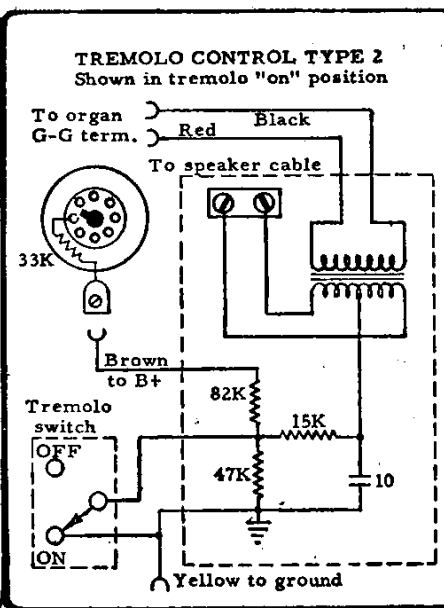 TREMOLO CONTROL TYPE 2
Shown in tremolo "on" position
To organ
G-G term.
Black
Red
To speaker cable
33K
Brown
to B+
82K
15K
Tremolo
switch
OFF
47K
10
ON
Yellow to ground